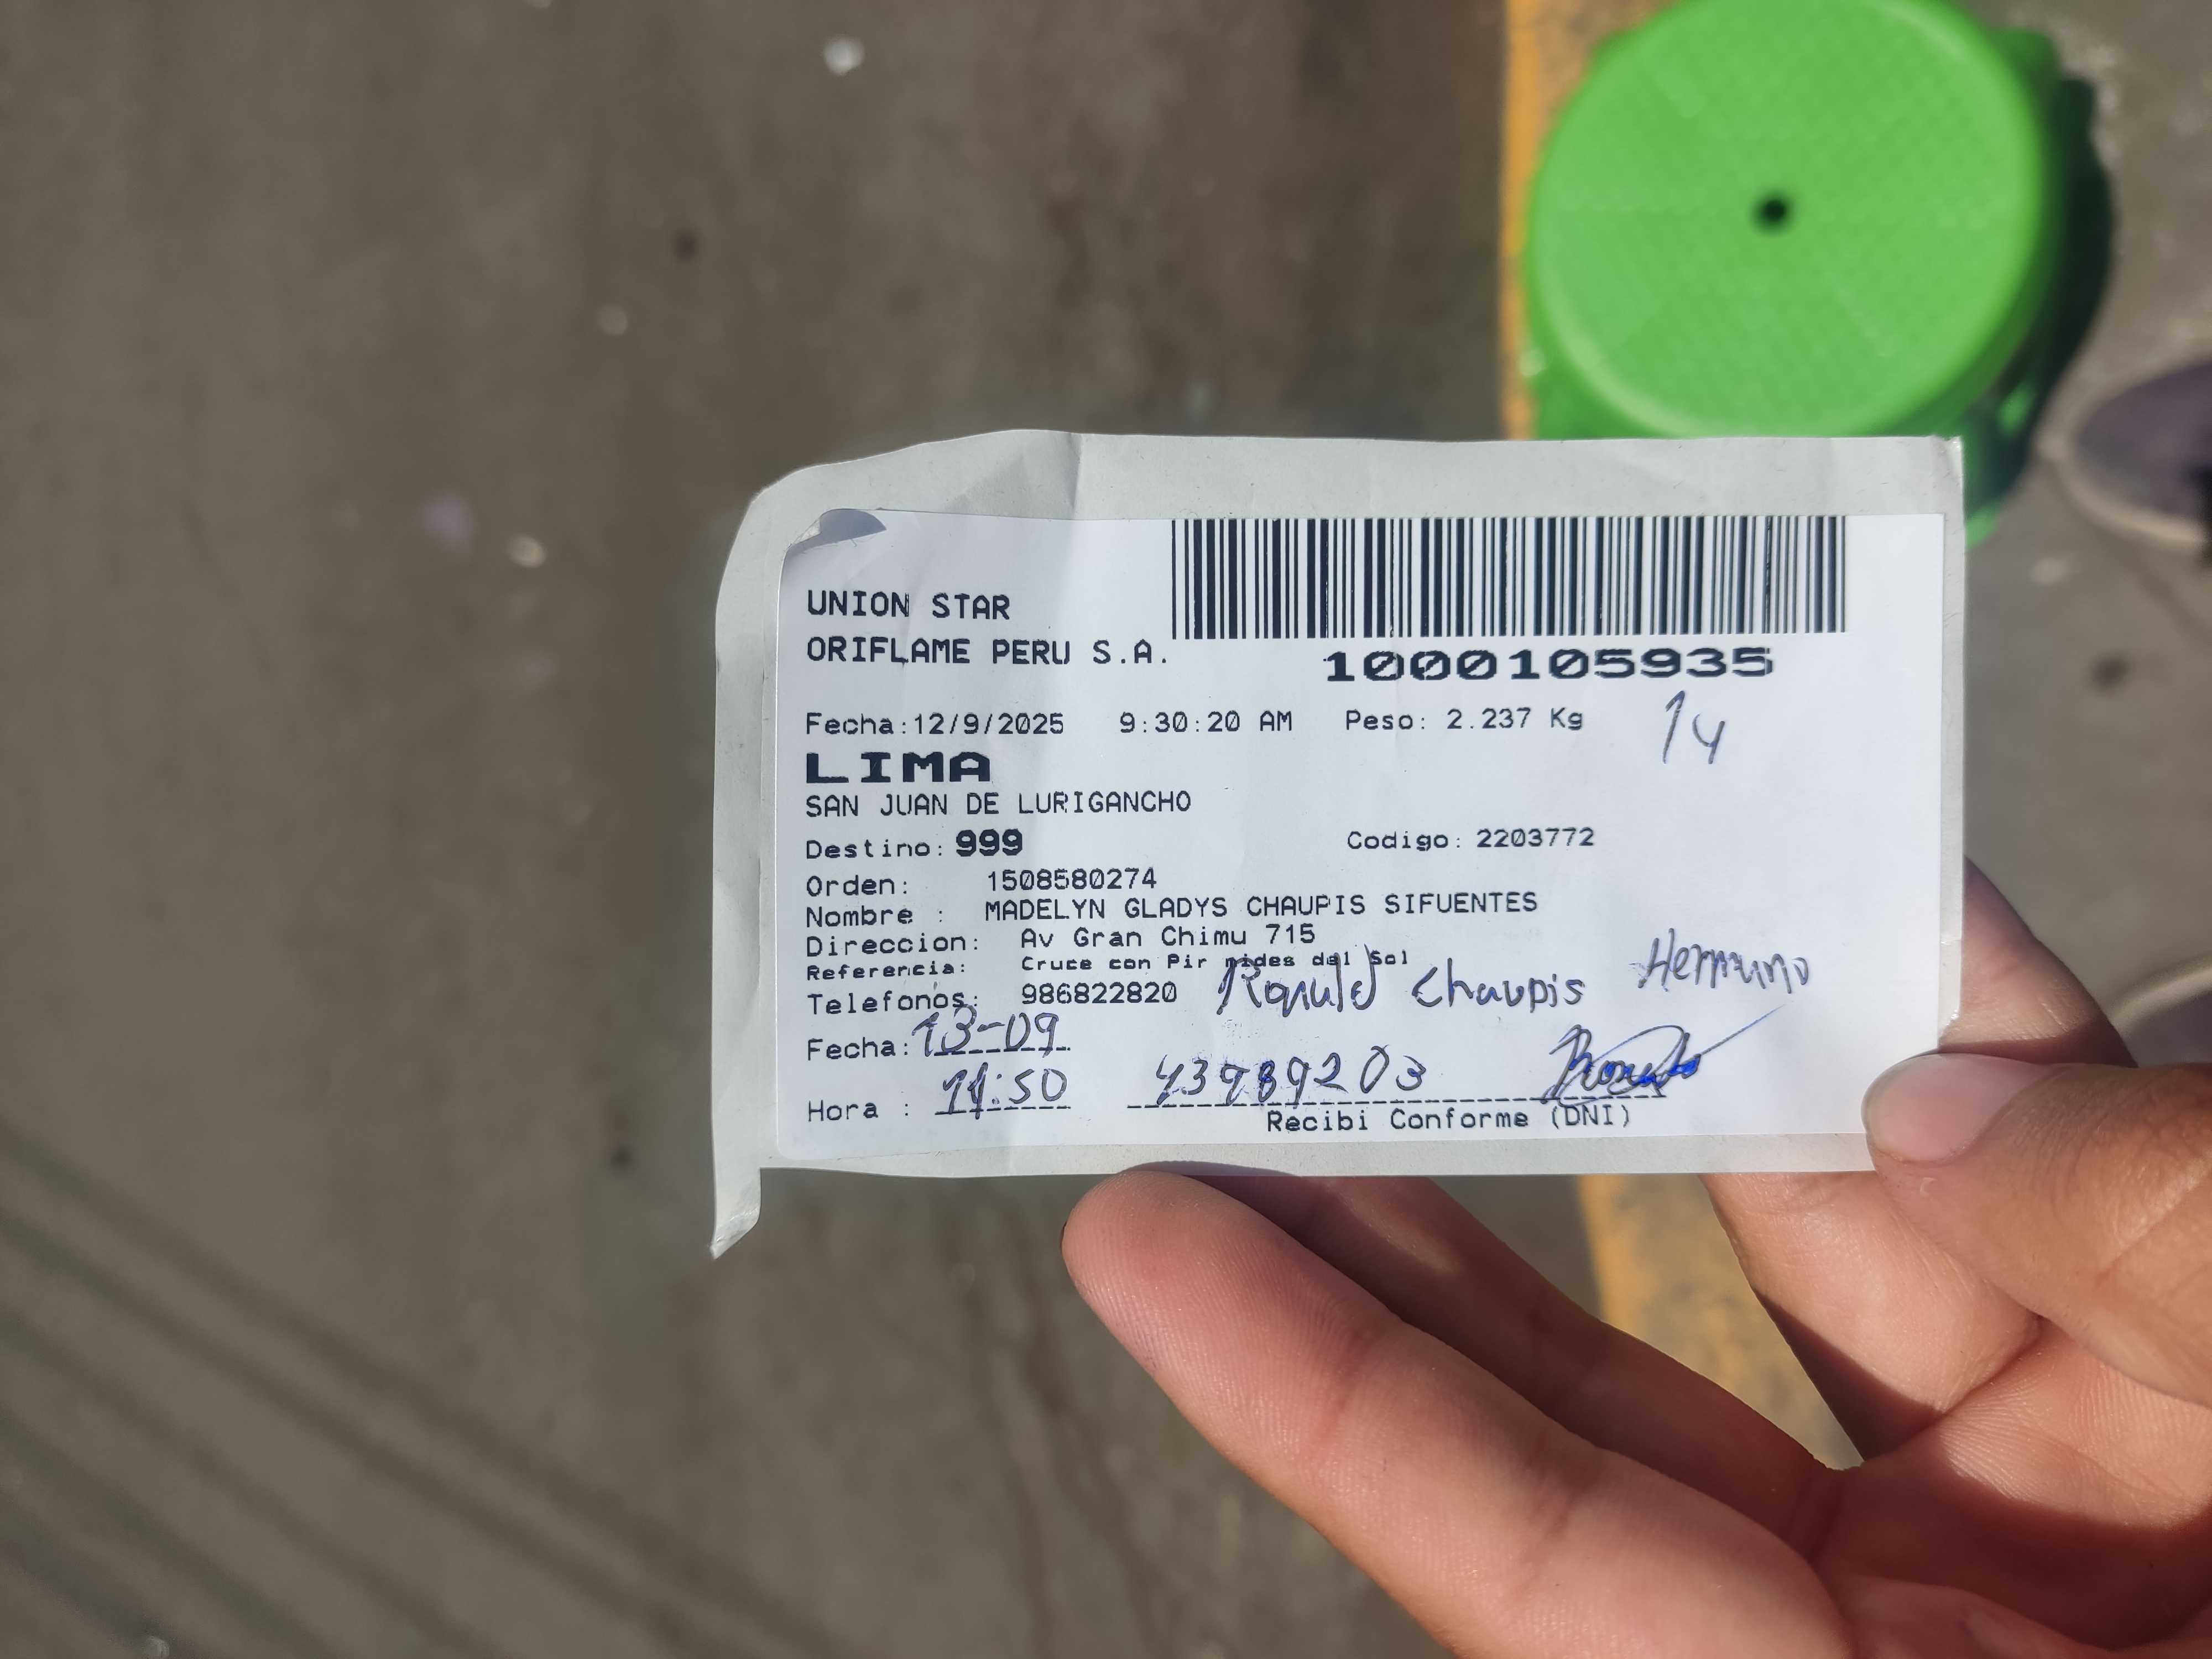 UNION STAR
ORIFLAME PERU S.A.
1000105935
Fecha:12/9/2025 9:30:20 AM Peso: 2.237 Kg
14
LIMA
SAN JUAN DE LURIGANCHO
Destino: 999 Codigo: 2203772
Orden: 1508580274
Nombre : MADELYN GLADYS CHAUPIS SIFUENTES
Direccion: Av Gran Chimu 715
Referencia: Cruce con Pir mides del Sol
Telefonos: 986822820 Ronald Chaupis Hermano
Fecha: 13-09
Hora : 11:50 43989203
Recibi Conforme (DNI)